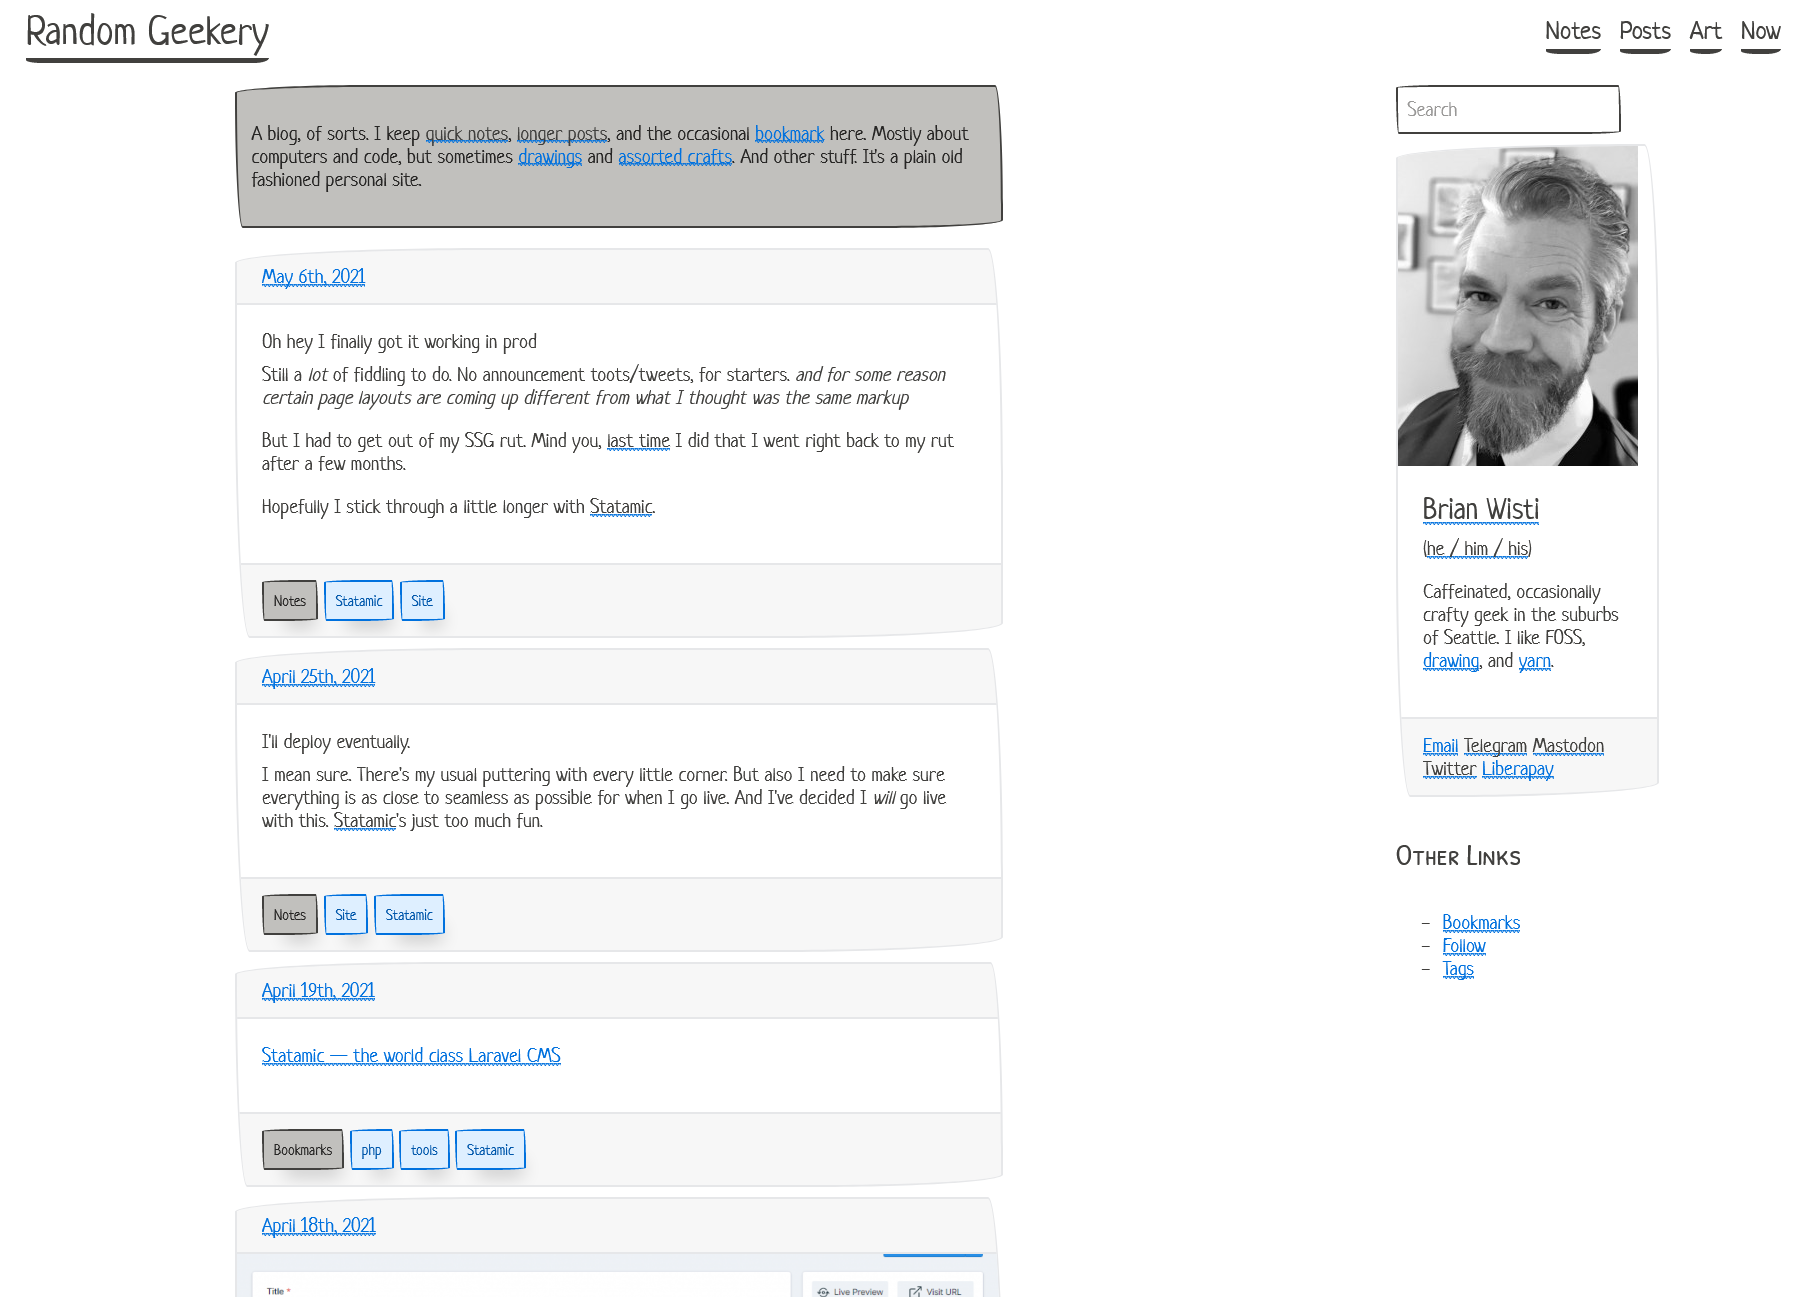 Random Geekery
Notes Posts Art Now
A blog, of sorts. I keep quick notes, longer posts, and the occasional bookmark here. Mostly about
computers and code, but sometimes drawings and assorted crafts. And other stuff. It's a plain old
fashioned personal site.
May 6th, 2021
Oh hey I finally got it working in prod
Still a lot of fiddling to do. No announcement toots/tweets, for starters. and for some reason
certain page layouts are coming up different from what I thought was the same markup
But I had to get out of my SSG rut. Mind you, last time I did that I went right back to my rut
after a few months.
Hopefully I stick through a little longer with Statamic.
Notes Statamic Site
April 25th, 2021
I'll deploy eventually.
I mean sure. There's my usual puttering with every little corner. But also I need to make sure
everything is as close to seamless as possible for when I go live. And I've decided I will go live
with this. Statamic's just too much fun.
Notes Site Statamic
April 19th, 2021
Statamic — the world class Laravel CMS
Bookmarks php tools Statamic
April 18th, 2021
Title *
Live Preview Visit URL
Search
Brian Wisti
(he / him / his)
Caffeinated, occasionally
crafty geek in the suburbs
of Seattle. I like FOSS,
drawing, and yarn.
Email Telegram Mastodon
Twitter Liberapay
Other Links
– Bookmarks
– Follow
– Tags